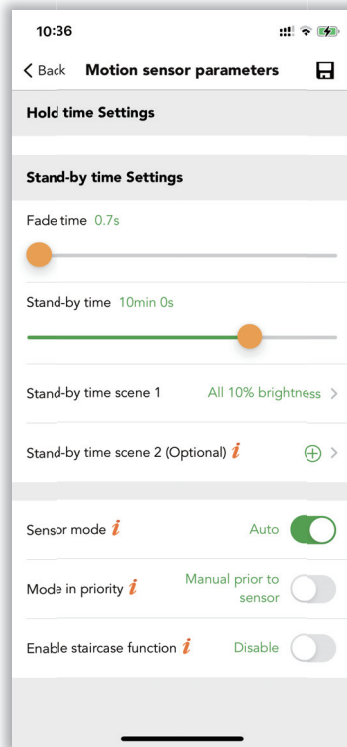 10:36
Back Motion sensor parameters
Hold time Settings
Stand-by time Settings
Fade time 0.7s
Stand-by time 10min 0s
Stand-by time scene 1 All 10% brightness
Stand-by time scene 2 (Optional) i
Sensor mode i Auto
Mode in priority i Manual prior to
sensor
Enable staircase function i Disable